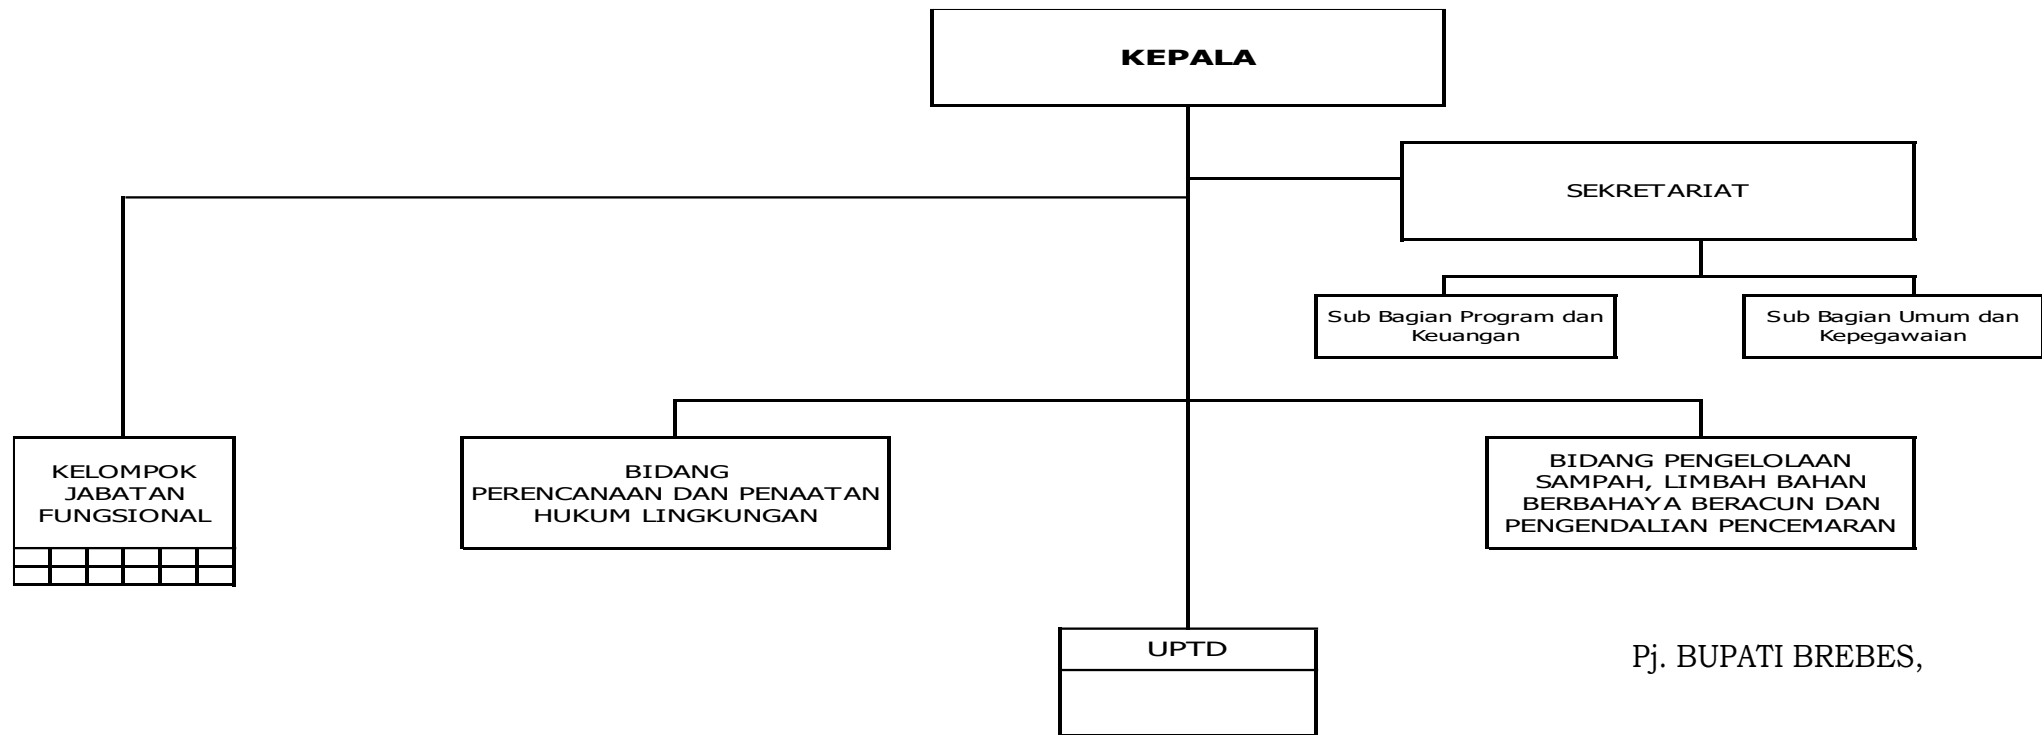 KEPALA
SEKRETARIAT
Sub Bagian Program dan
Keuangan
Sub Bagian Umum dan
Kepegawaian
KELOMPOK
JABATAN
FUNGSIONAL
BIDANG
PERENCANAAN DAN PENAATAN
HUKUM LINGKUNGAN
BIDANG PENGELOLAAN
SAMPAH, LIMBAH BAHAN
BERBAHAYA BERACUN DAN
PENGENDALIAN PENCEMARAN
UPTD
Pj. BUPATI BREBES,